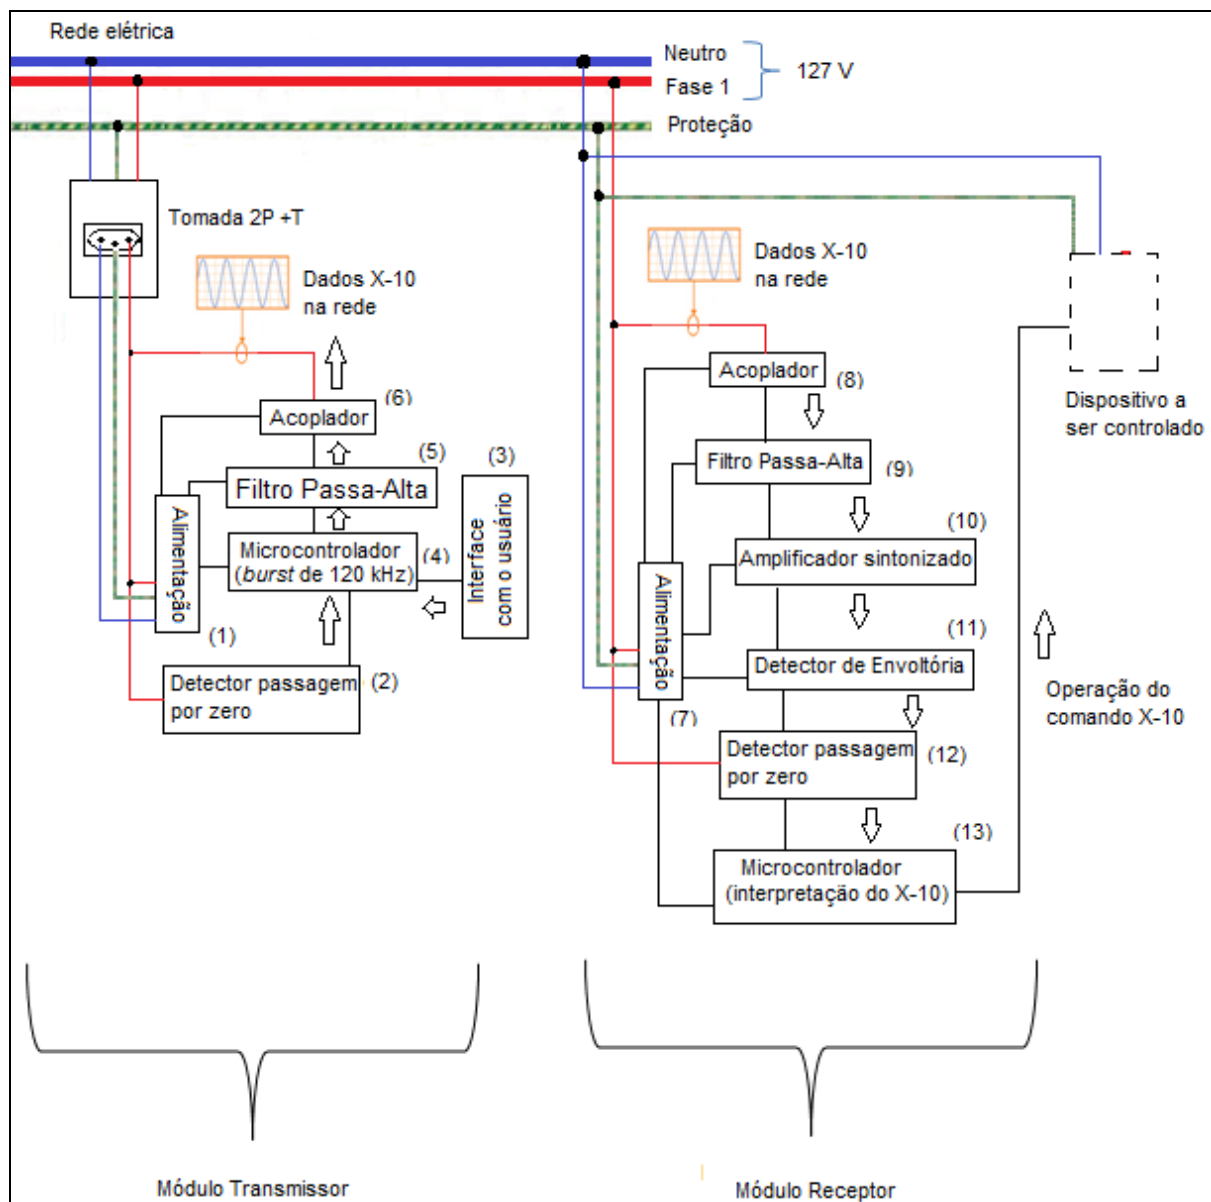 Rede elétrica
Neutro
Fase 1
127 V
Proteção
Tomada 2P +T
Dados X-10
na rede
(6)
Acoplador
(5)
Filtro Passa-Alta
(3)
Interface
com o usuário
Microcontrolador
(burst de 120 kHz)
(4)
Alimentação
(1)
Detector passagem
por zero
(2)
Dados X-10
na rede
Acoplador
(8)
Filtro Passa-Alta
(9)
(10)
Amplificador sintonizado
(11)
Detector de Envoltória
Alimentação
(7)
Detector passagem
por zero
(12)
(13)
Microcontrolador
(interpretação do X-10)
Dispositivo a
ser controlado
Operação do
comando X-10
Módulo Transmissor
Módulo Receptor